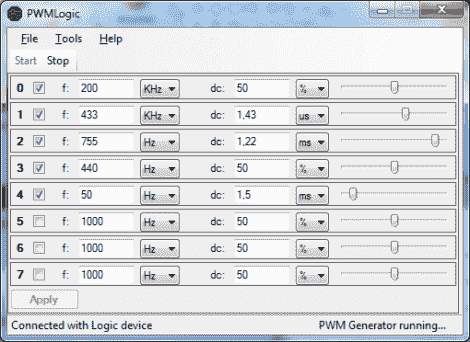 PWMLogic
File Tools Help
Start Stop
0 f: 200 KHz dc: 50 %
1 f: 433 KHz dc: 1,43 us
2 f: 755 Hz dc: 1,22 ms
3 f: 440 Hz dc: 50 %
4 f: 50 Hz dc: 1,5 ms
5 f: 1000 Hz dc: 50 %
6 f: 1000 Hz dc: 50 %
7 f: 1000 Hz dc: 50 %
Apply
Connected with Logic device PWM Generator running...